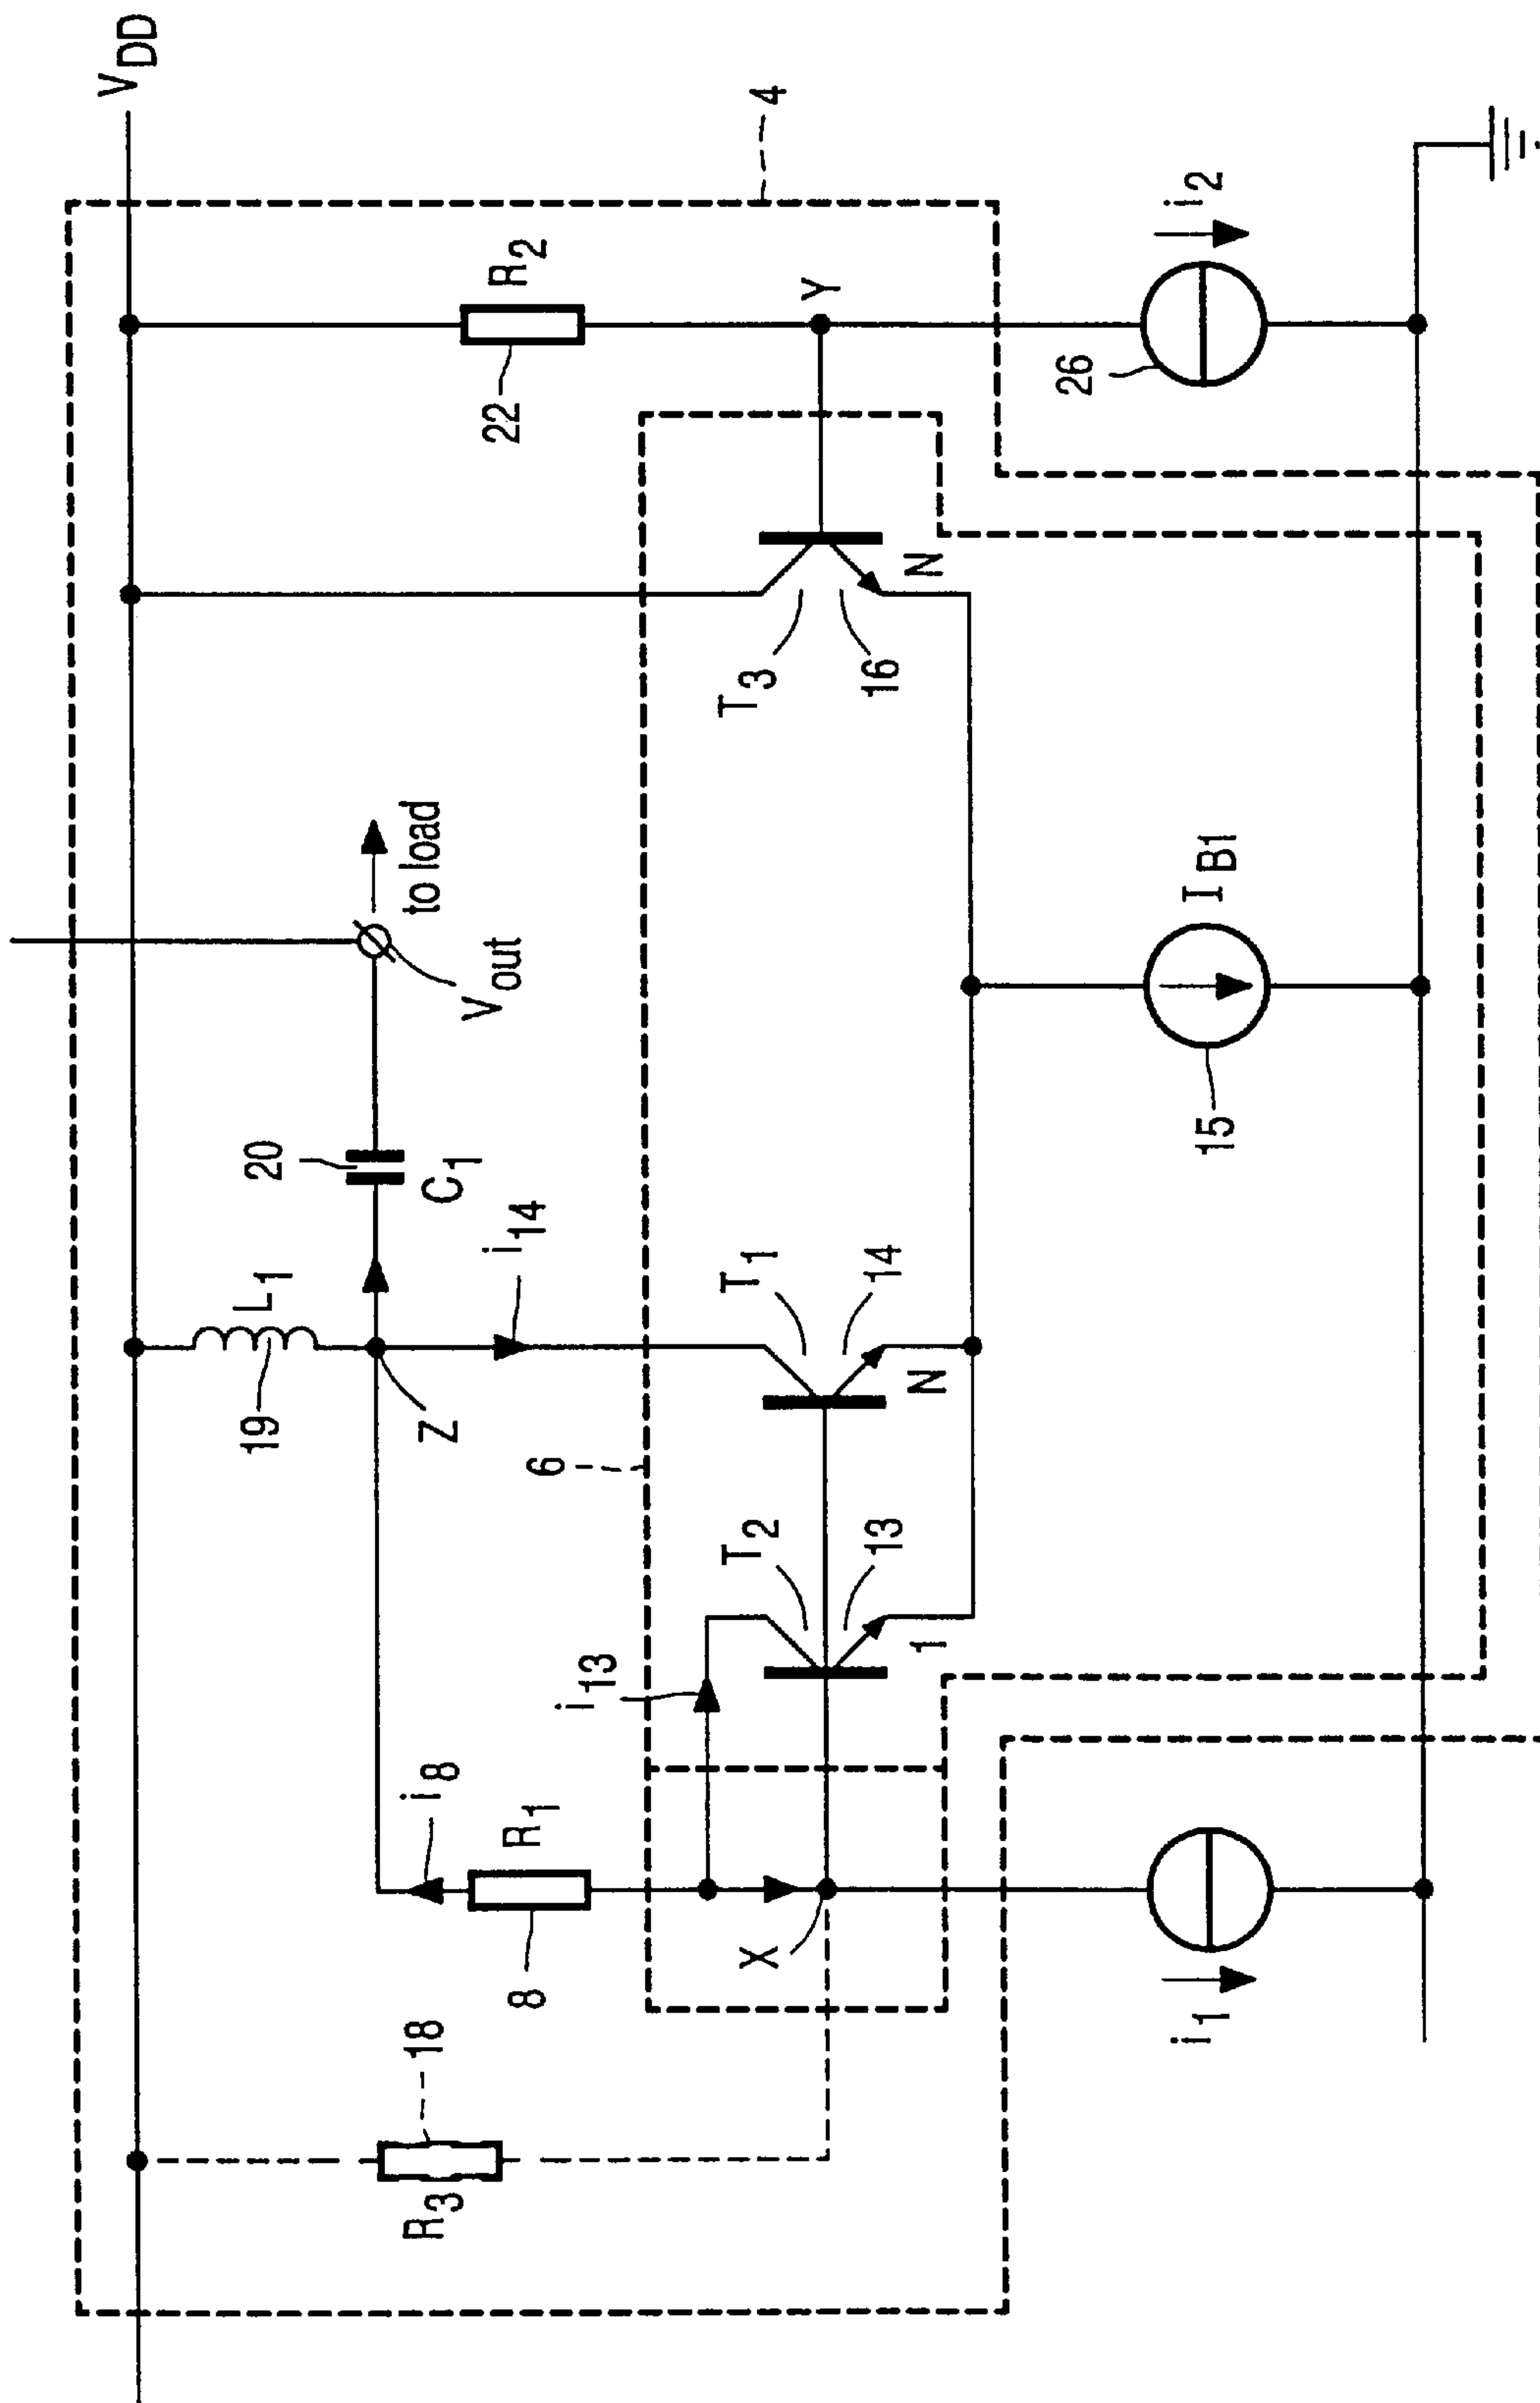 V_DD
4
R_2
22
Y
i_2
26
T_3
16
N
to load
V_out
I_B1
15
20
C_1
L_1
19
Z
i_14
T_1
14
N
6
T_2
13
1
i_13
i_8
R_1
8
X
i_1
18
R_3